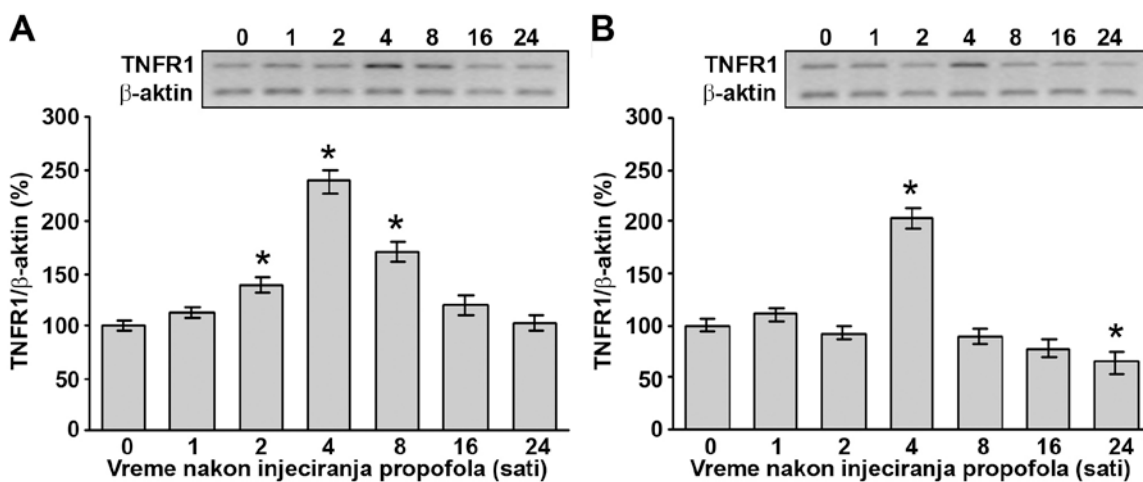 A
0 1 2 4 8 16 24
TNFR1
β-aktin
TNFR1/β-aktin (%)
300
250
200
150
100
50
0
*
*
*
0 1 2 4 8 16 24
Vreme nakon injeciranja propofola (sati)
B
0 1 2 4 8 16 24
TNFR1
β-aktin
TNFR1/β-aktin (%)
300
250
200
150
100
50
0
*
*
0 1 2 4 8 16 24
Vreme nakon injeciranja propofola (sati)